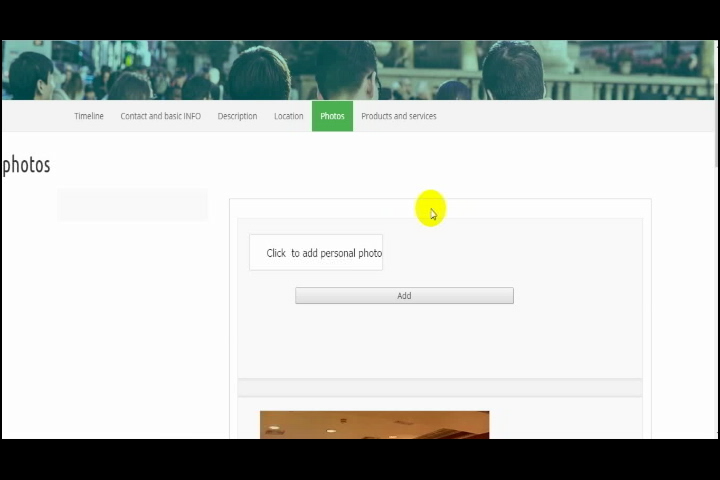 Timeline Contact and basic INFO Description Location Photos Products and services
photos
Click to add personal photo
Add